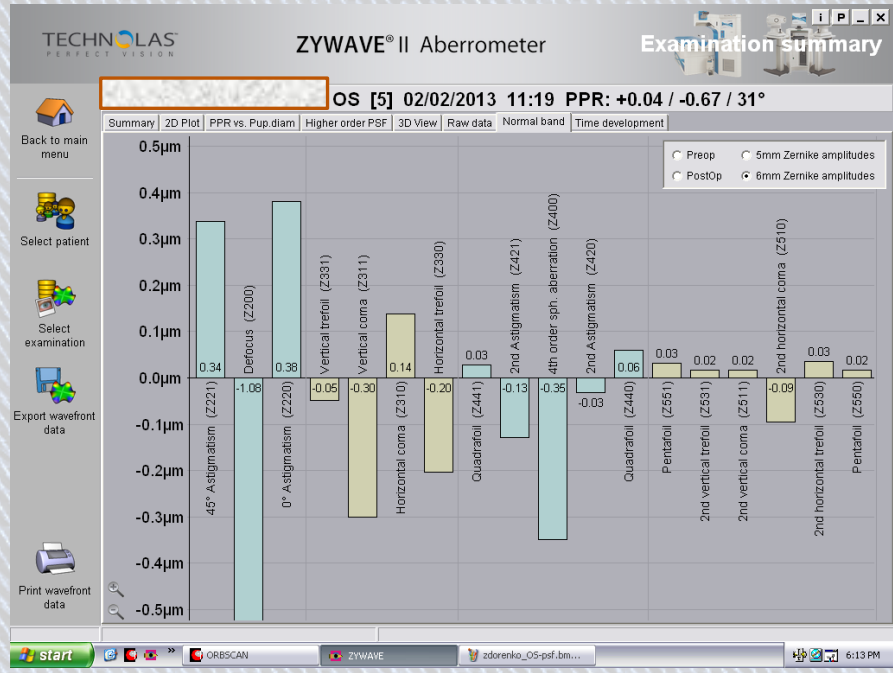 TECHNOLAS
PERFECT VISION
ZYWAVE® II Aberrometer
Examination summary
i P _ X
OS [5] 02/02/2013 11:19 PPR: +0.04 / -0.67 / 31°
Summary 2D Plot PPR vs. Pup.diam Higher order PSF 3D View Raw data Normal band Time development
Back to main
menu
Select patient
Select
examination
Export wavefront
data
Print wavefront
data
Preop 5mm Zernike amplitudes
PostOp 6mm Zernike amplitudes
0.5µm
0.4µm
0.3µm
0.2µm
0.1µm
0.0µm
-0.1µm
-0.2µm
-0.3µm
-0.4µm
-0.5µm
0.34
45° Astigmatism (Z221)
Defocus (Z200)
-1.08
0.38
0° Astigmatism (Z220)
Vertical trefoil (Z331)
-0.05
Vertical coma (Z311)
-0.30
0.14
Horizontal coma (Z310)
Horizontal trefoil (Z330)
-0.20
0.03
Quadrafoil (Z441)
2nd Astigmatism (Z421)
-0.13
4th order sph. aberration (Z400)
-0.35
2nd Astigmatism (Z420)
-0.03
0.06
Quadrafoil (Z440)
0.03
Pentafoil (Z551)
0.02
2nd vertical trefoil (Z531)
0.02
2nd vertical coma (Z511)
2nd horizontal coma (Z510)
-0.09
0.03
2nd horizontal trefoil (Z530)
0.02
Pentafoil (Z550)
start » ORBSCAN ZYWAVE zdorenko_OS-psf.bm... 6:13 PM